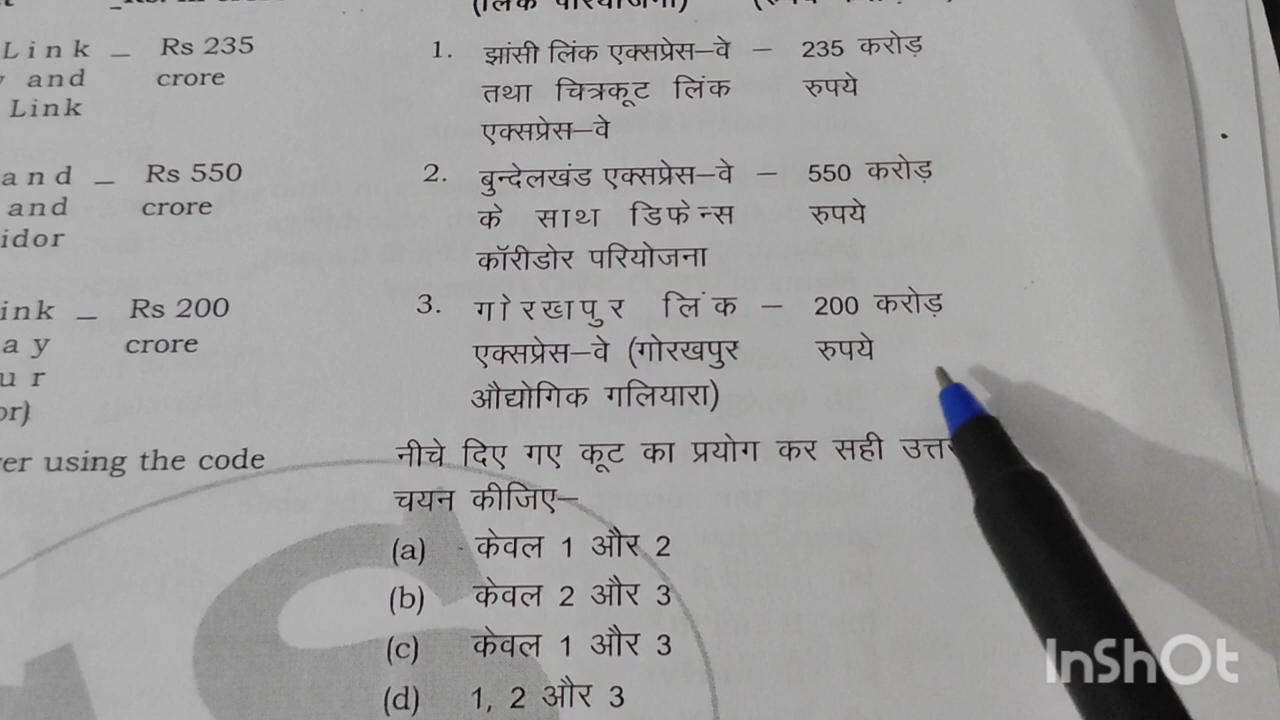 (लिंक परियोजना)
Link – Rs 235
and crore
Link
and – Rs 550
and crore
idor
ink – Rs 200
ay crore
ur
or)
er using the code
1. झांसी लिंक एक्सप्रेस–वे – 235 करोड़
तथा चित्रकूट लिंक रुपये
एक्सप्रेस–वे
2. बुन्देलखंड एक्सप्रेस–वे – 550 करोड़
के साथ डिफेन्स रुपये
कॉरीडोर परियोजना
3. गोरखपुर लिंक – 200 करोड़
एक्सप्रेस–वे (गोरखपुर रुपये
औद्योगिक गलियारा)
नीचे दिए गए कूट का प्रयोग कर सही उत्तर
चयन कीजिए–
(a) केवल 1 और 2
(b) केवल 2 और 3
(c) केवल 1 और 3
(d) 1, 2 और 3
InShOt